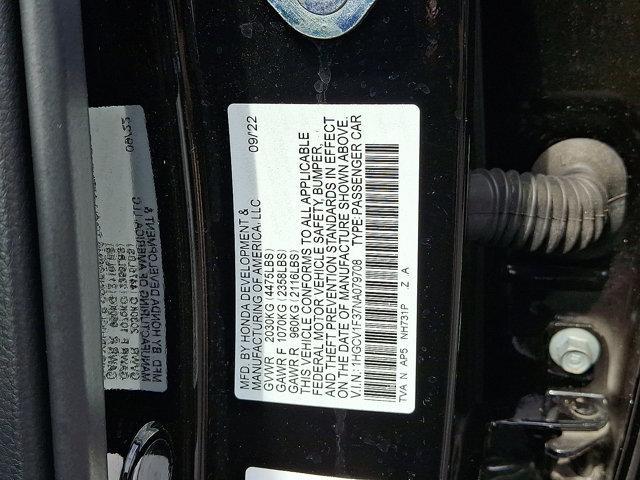 MFD. BY HONDA DEVELOPMENT &
MANUFACTURING OF AMERICA, LLC 09/22
GVWR 2030KG (4475LBS)
GAWR F 1070KG (2358LBS)
GAWR R 960KG (2116LBS)
THIS VEHICLE CONFORMS TO ALL APPLICABLE
FEDERAL MOTOR VEHICLE SAFETY, BUMPER,
AND THEFT PREVENTION STANDARDS IN EFFECT
ON THE DATE OF MANUFACTURE SHOWN ABOVE.
V.I.N: 1HGCV1F37NA079708 TYPE: PASSENGER CAR
TVA N AP5 NH731P .Z A